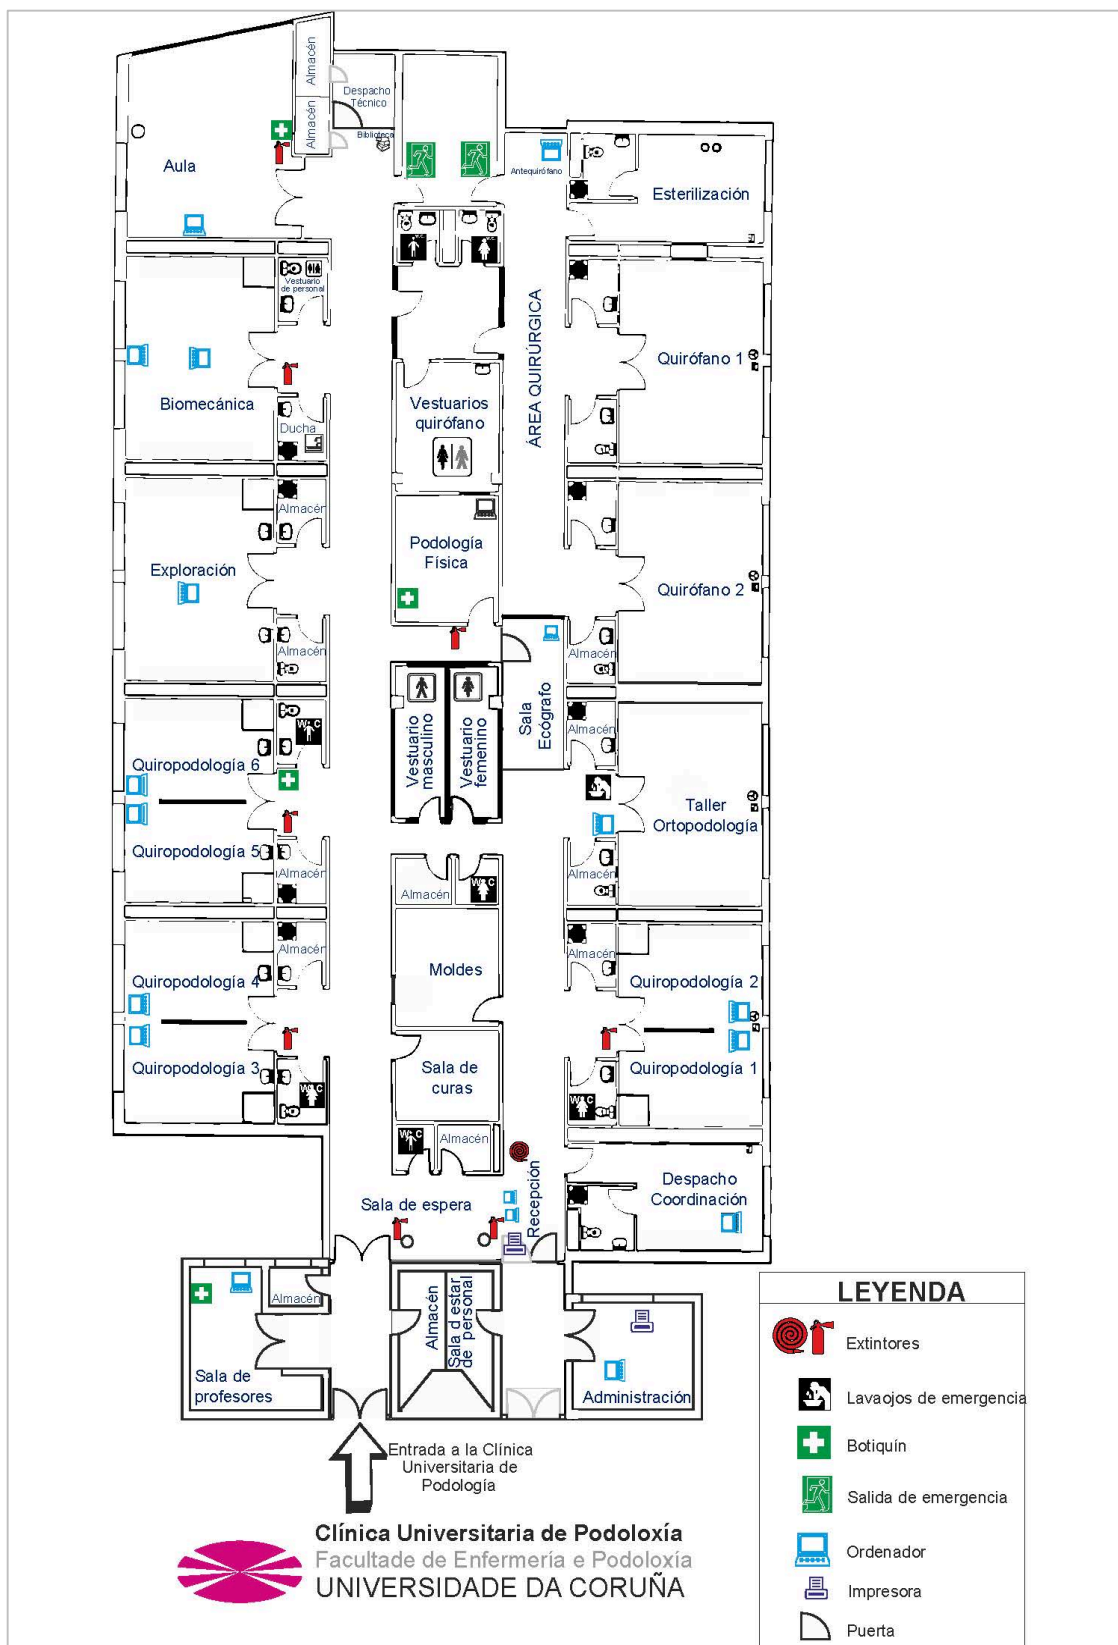 Almacén
Almacén
Despacho
Técnico
Biblioteca
Aula
Antequirófano
Esterilización
Vestuario
de personal
Biomecánica
Ducha
Vestuarios
quirófano
ÁREA QUIRÚRGICA
Quirófano 1
Almacén
Exploración
Almacén
Podología
Física
Quirófano 2
Almacén
Vestuario
masculino
Vestuario
femenino
Sala
Ecógrafo
Almacén
W C
Quiropodología 6
Quiropodología 5
Almacén
Taller
Ortopodología
Almacén
Almacén
W C
Almacén
Quiropodología 4
Quiropodología 3
W C
Moldes
Sala de
curas
Almacén
Quiropodología 2
Quiropodología 1
W C
W C
Almacén
Recepción
Sala de espera
Despacho
Coordinación
Almacén
Sala de
profesores
Almacén
Sala d estar
de personal
Administración
Entrada a la Clínica
Universitaria de
Podología
LEYENDA
Extintores
Lavaojos de emergencia
Botiquín
Salida de emergencia
Ordenador
Impresora
Puerta
Clínica Universitaria de Podoloxía
Facultade de Enfermería e Podoloxía
UNIVERSIDADE DA CORUÑA